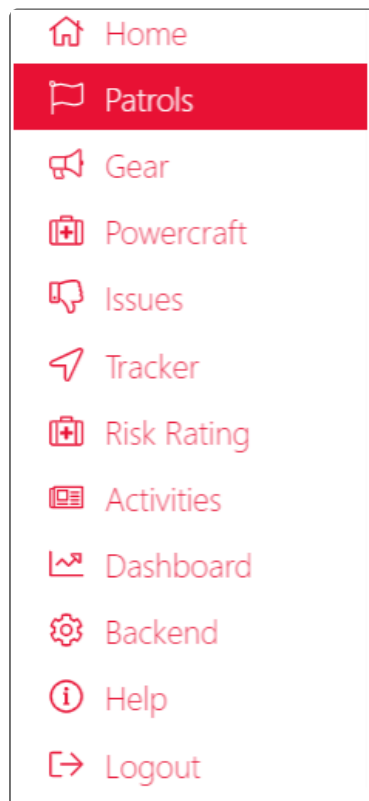 Home
Patrols
Gear
Powercraft
Issues
Tracker
Risk Rating
Activities
Dashboard
Backend
Help
Logout